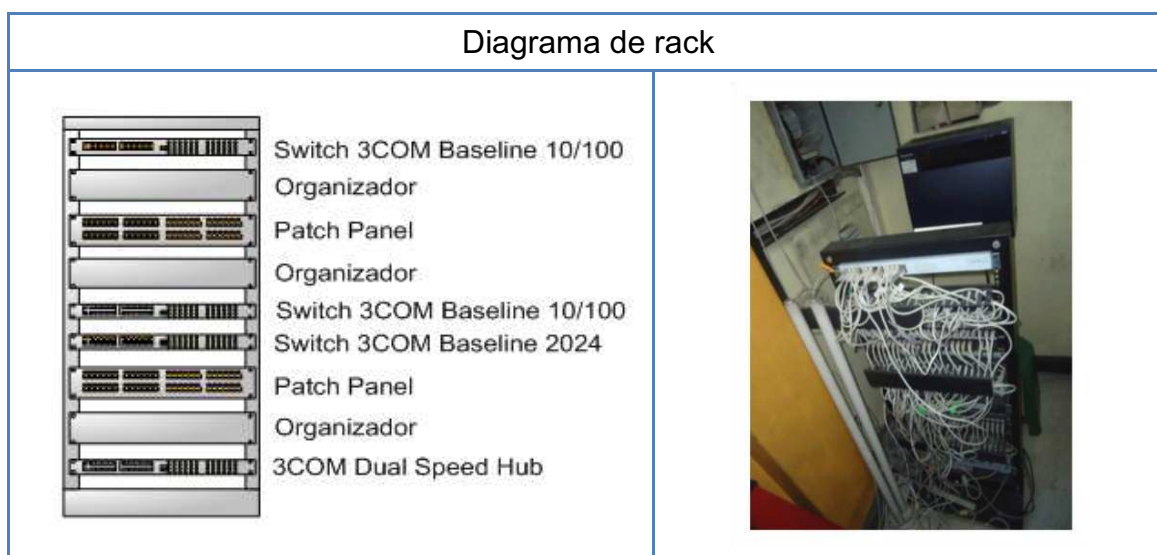 Diagrama de rack
Switch 3COM Baseline 10/100
Organizador
Patch Panel
Organizador
Switch 3COM Baseline 10/100
Switch 3COM Baseline 2024
Patch Panel
Organizador
3COM Dual Speed Hub